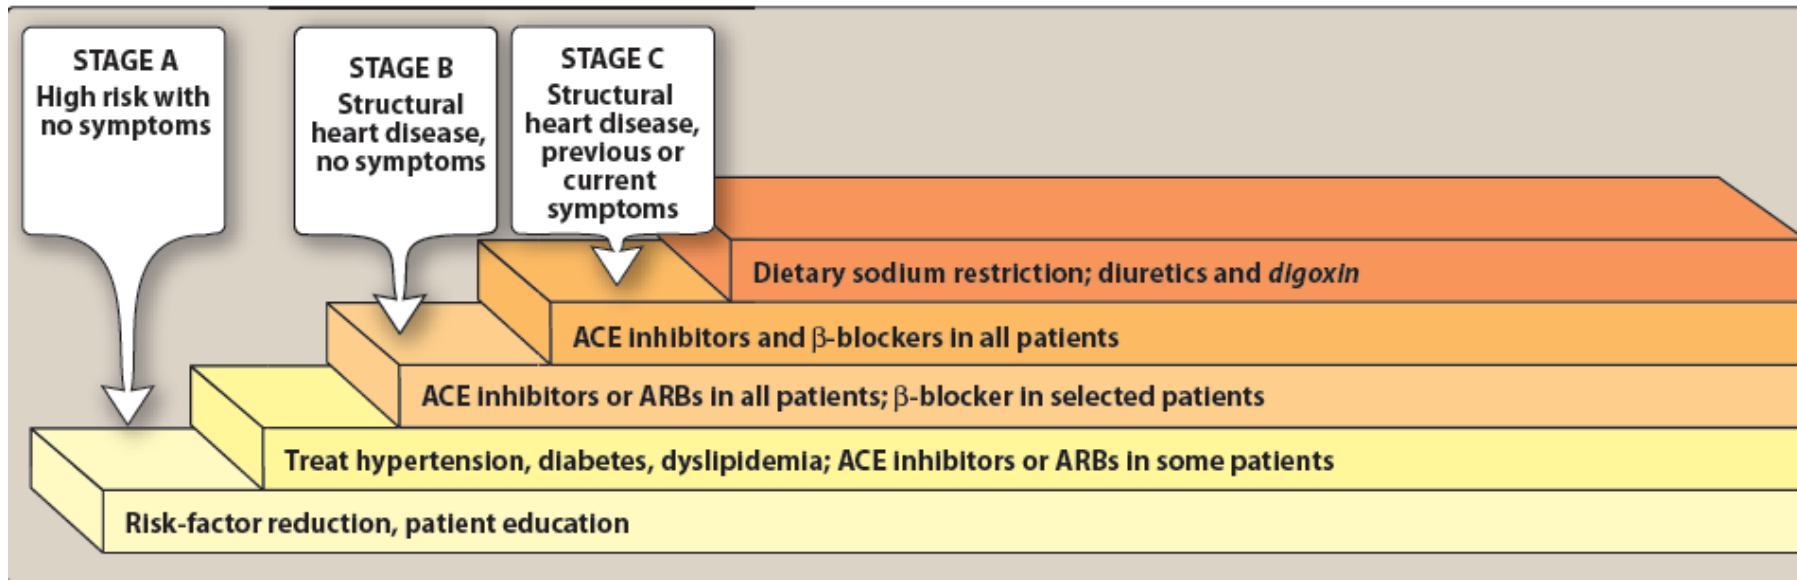 STAGE A
High risk with
no symptoms
STAGE B
Structural
heart disease,
no symptoms
STAGE C
Structural
heart disease,
previous or
current
symptoms
Dietary sodium restriction; diuretics and digoxin
ACE inhibitors and β-blockers in all patients
ACE inhibitors or ARBs in all patients; β-blocker in selected patients
Treat hypertension, diabetes, dyslipidemia; ACE inhibitors or ARBs in some patients
Risk-factor reduction, patient education